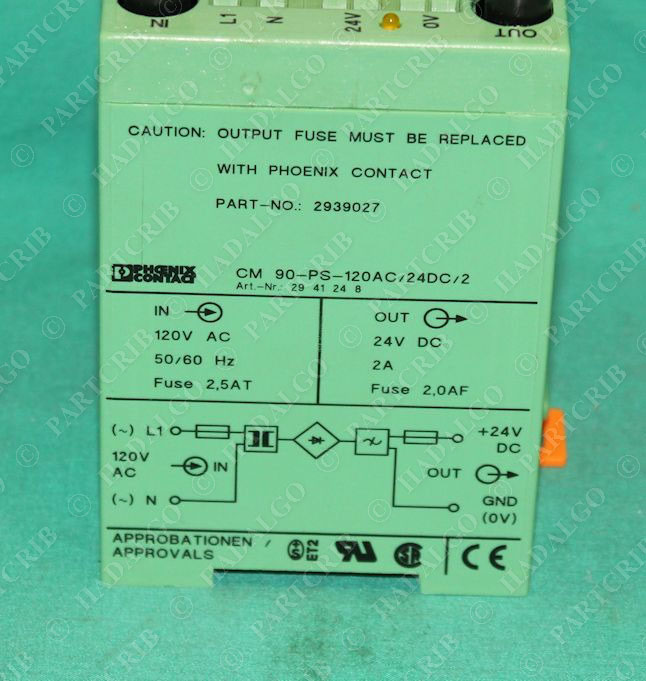 IN L1 N 24V 0V OUT
CAUTION: OUTPUT FUSE MUST BE REPLACED
WITH PHOENIX CONTACT
PART-NO.: 2939027
PHOENIX
CONTACT
CM 90-PS-120AC/24DC/2
Art.-Nr.: 29 41 24 8
IN
120V AC
50/60 Hz
Fuse 2,5AT
OUT
24V DC
2A
Fuse 2,0AF
(~) L1
+24V
DC
120V
AC
IN
OUT
(~) N
GND
(0V)
APPROBATIONEN /
APPROVALS
S+
ET2
CE
© PARTCRIB
© HADALGO